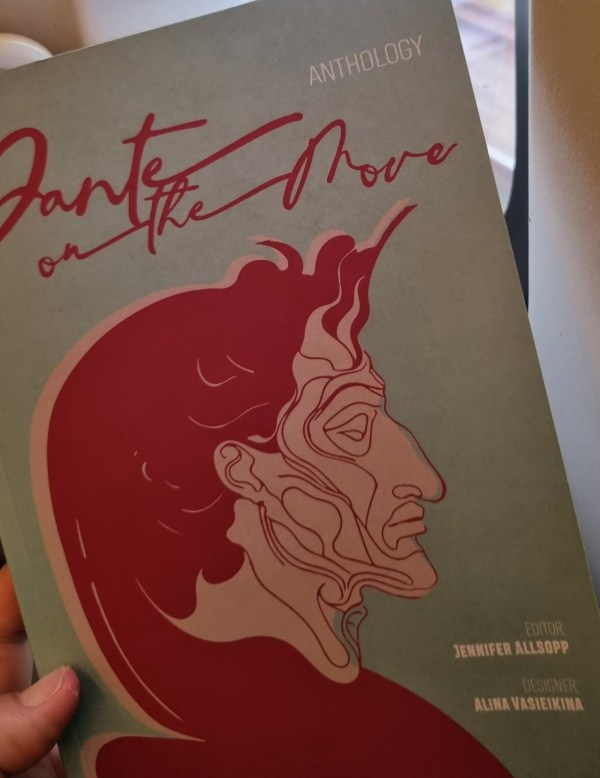 ANTHOLOGY
Dante
on the Move
EDITOR
JENNIFER ALLSOPP
DESIGNER
ALINA VASIEIKINA